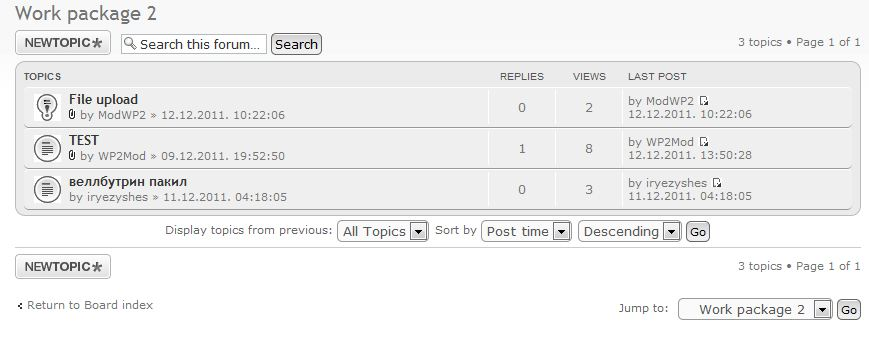 Work package 2
NEWTOPIC* Search this forum... Search 3 topics • Page 1 of 1
TOPICS REPLIES VIEWS LAST POST
File upload
by ModWP2 » 12.12.2011. 10:22:06 0 2 by ModWP2
12.12.2011. 10:22:06
TEST
by WP2Mod » 09.12.2011. 19:52:50 1 8 by WP2Mod
12.12.2011. 13:50:28
веллбутрин пакил
by iryezyshes » 11.12.2011. 04:18:05 0 3 by iryezyshes
11.12.2011. 04:18:05
Display topics from previous: All Topics Sort by Post time Descending Go
NEWTOPIC* 3 topics • Page 1 of 1
Return to Board index Jump to: Work package 2 Go